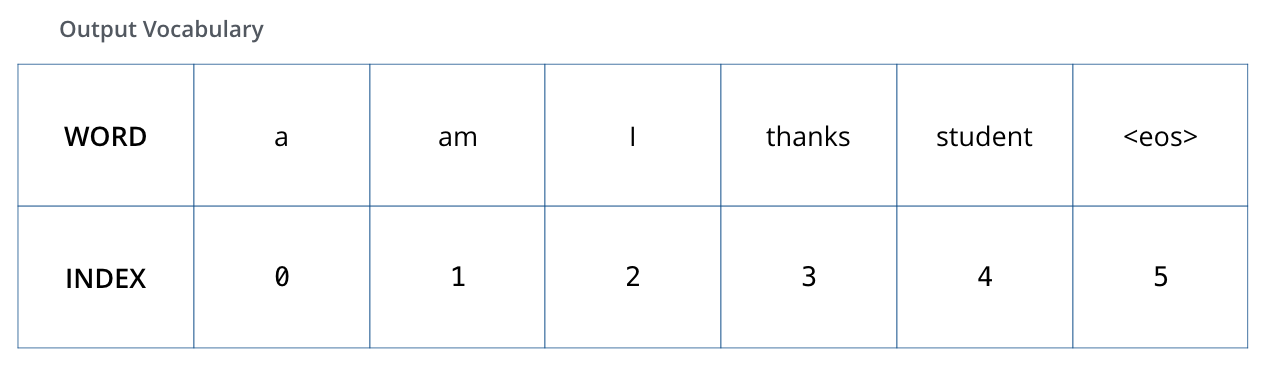 Output Vocabulary
WORD a am I thanks student <eos>
INDEX 0 1 2 3 4 5